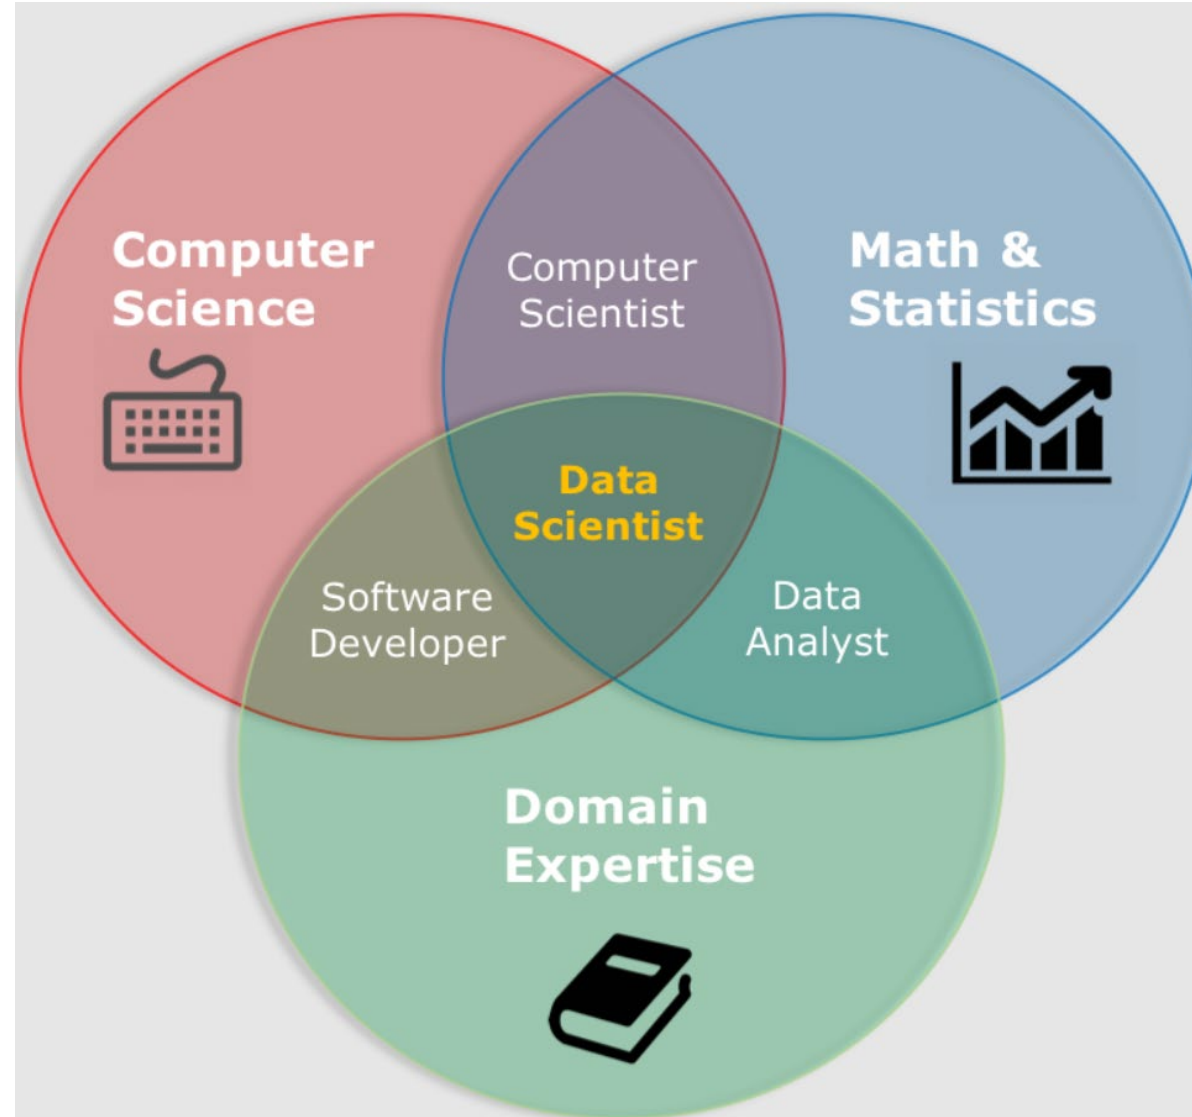 Computer
Science
Computer
Scientist
Math &
Statistics
Data
Scientist
Software
Developer
Data
Analyst
Domain
Expertise